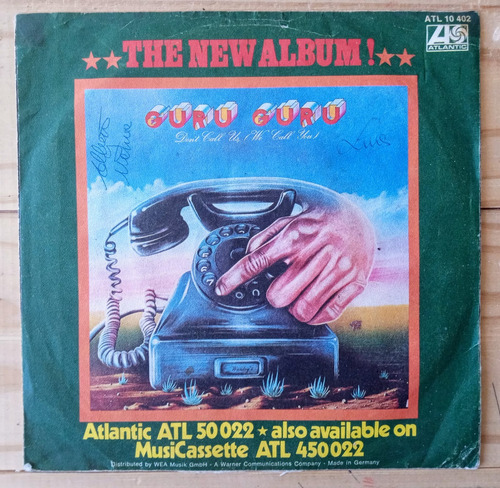 ATL 10 402
ATLANTIC
★★ THE NEW ALBUM! ★★
GURU GURU
Don't Call Us, (We Call You)
Atlantic ATL 50 022 ★ also available on
MusiCassette ATL 450 022
Distributed by WEA Musik GmbH • A Warner Communications Company • Made in Germany